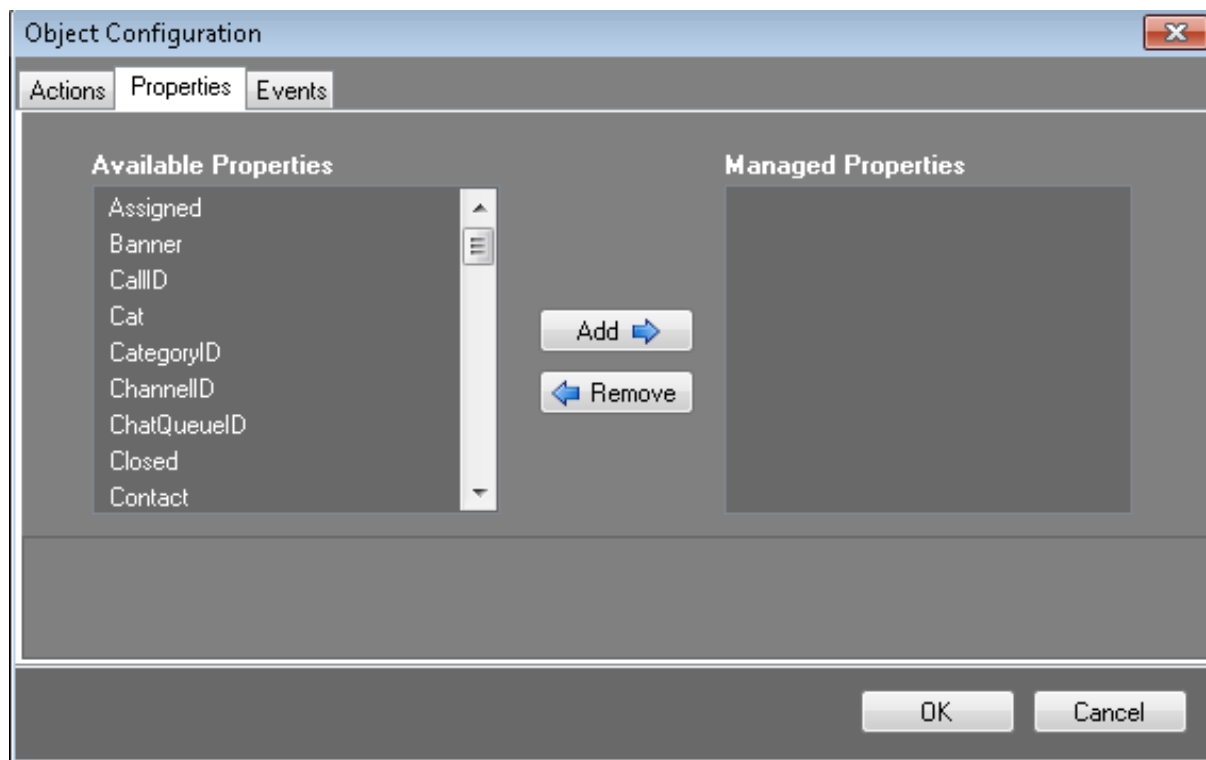 Object Configuration
Actions Properties Events
Available Properties
Managed Properties
Assigned
Banner
CallID
Cat
CategoryID
ChannelID
ChatQueueID
Closed
Contact
Add
Remove
OK
Cancel